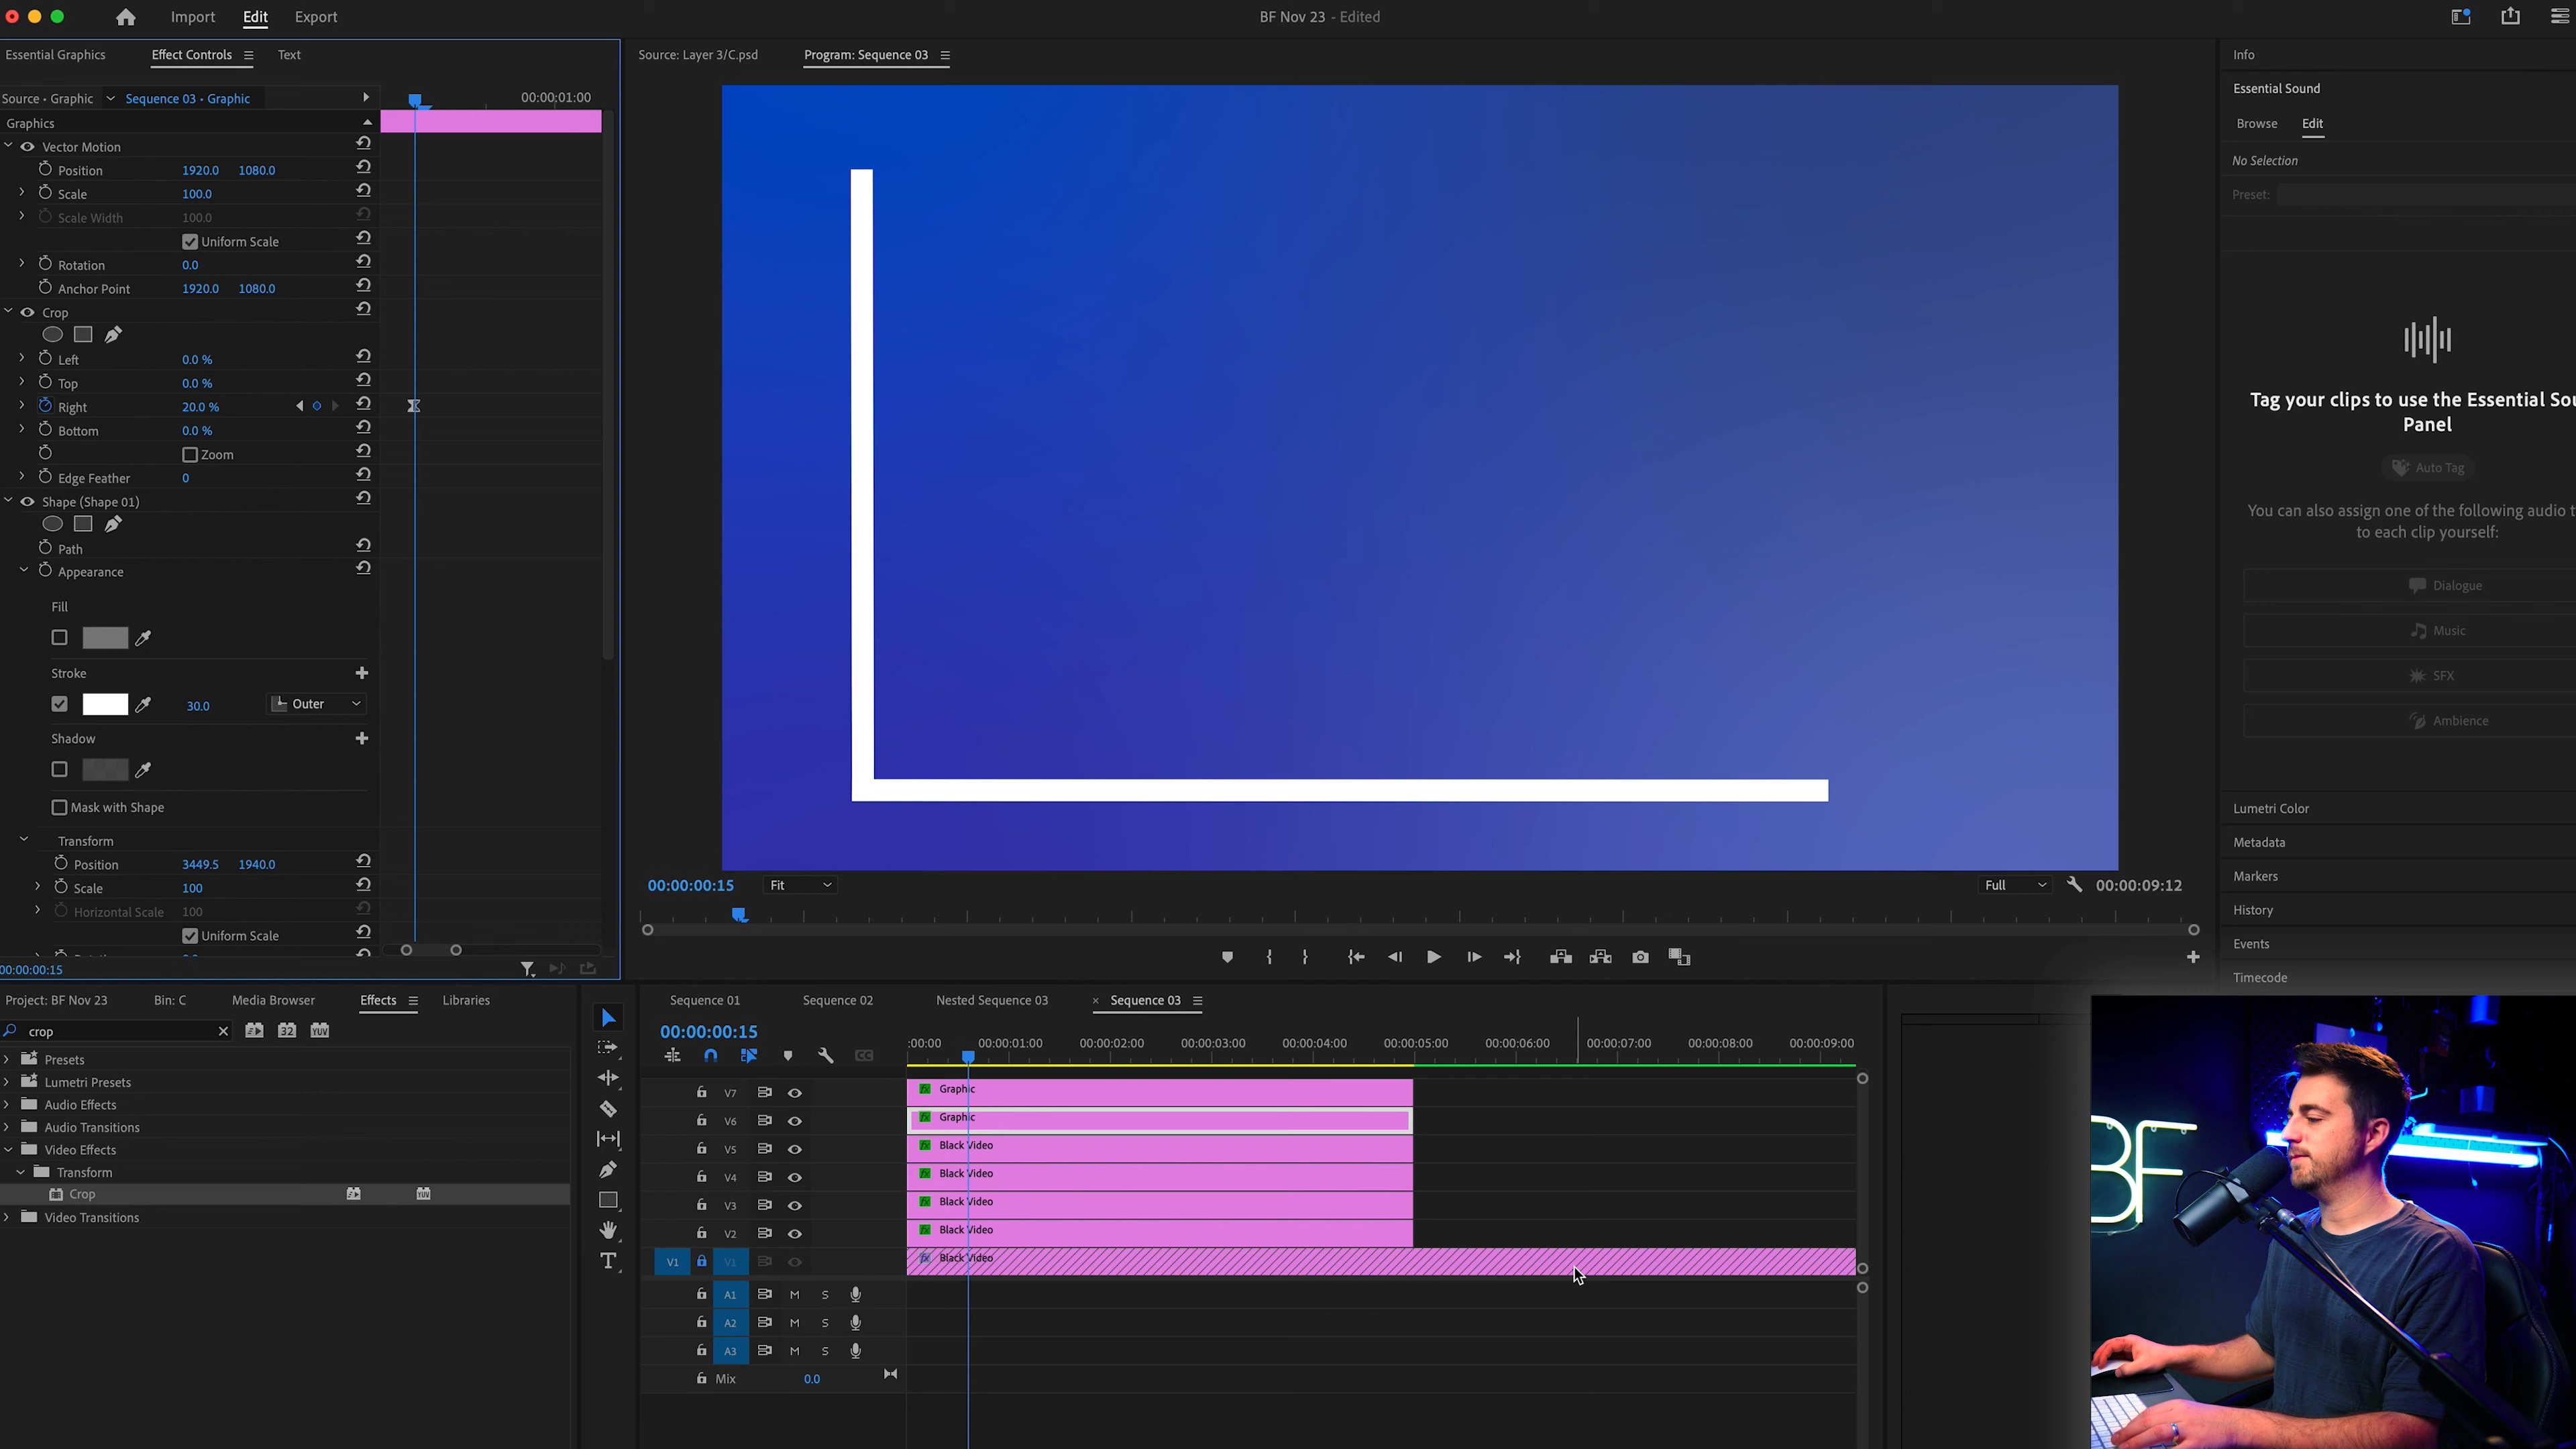 Import
Edit
Export
BF Nov 23 - Edited
Essential Graphics
Effect Controls
Text
Source: Layer 3/C.psd
Program: Sequence 03
Info
Source • Graphic
Sequence 03 • Graphic
00:00:01:00
Essential Sound
Graphics
Browse
Edit
Vector Motion
No Selection
Position
1920.0
1080.0
Scale
100.0
Preset:
Scale Width
100.0
Uniform Scale
Rotation
0.0
Anchor Point
1920.0
1080.0
Crop
Left
0.0 %
Top
0.0 %
Right
20.0 %
Bottom
0.0 %
Zoom
Edge Feather
0
Tag your clips to use the Essential Sou
Panel
Auto Tag
You can also assign one of the following audio t
to each clip yourself:
Dialogue
Music
SFX
Ambience
Shape (Shape 01)
Path
Appearance
Fill
Stroke
30.0
Outer
Shadow
Mask with Shape
Transform
Position
3449.5
1940.0
Scale
100
Horizontal Scale
100
Uniform Scale
00:00:00:15
00:00:00:15
Fit
Full
00:00:09:12
Lumetri Color
Metadata
Markers
History
Events
Timecode
Project: BF Nov 23
Bin: C
Media Browser
Effects
Libraries
crop
32
YUV
Presets
Lumetri Presets
Audio Effects
Audio Transitions
Video Effects
Transform
Crop
YUV
Video Transitions
T
Sequence 01
Sequence 02
Nested Sequence 03
× Sequence 03
00:00:00:15
CC
:00:00
00:00:01:00
00:00:02:00
00:00:03:00
00:00:04:00
00:00:05:00
00:00:06:00
00:00:07:00
00:00:08:00
00:00:09:00
V7
fx Graphic
V6
fx Graphic
V5
fx Black Video
V4
fx Black Video
V3
fx Black Video
V2
fx Black Video
V1
V1
fx Black Video
A1
M
S
A2
M
S
A3
M
S
Mix
0.0
BF